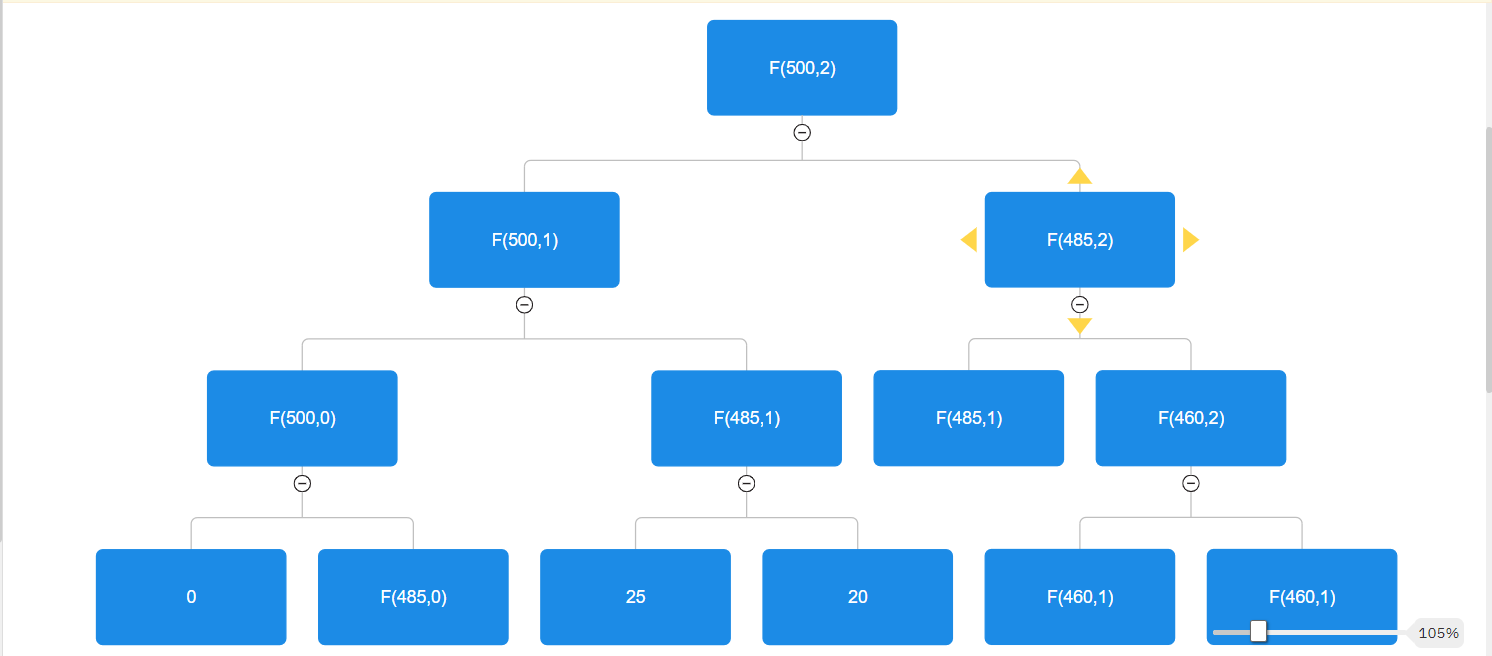 F(500,2)
F(500,1)
F(485,2)
F(500,0)
F(485,1)
F(485,1)
F(460,2)
0
F(485,0)
25
20
F(460,1)
F(460,1)
105%